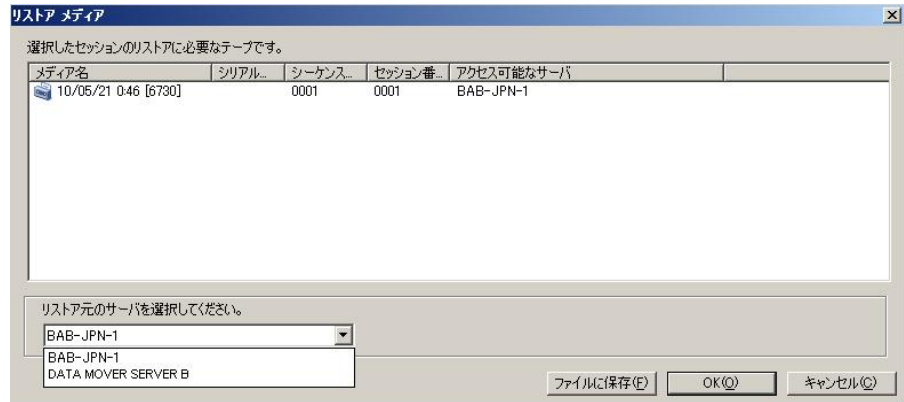 リストア メディア
選択したセッションのリストアに必要なテープです。
メディア名 シリアル... シーケンス... セッション番... アクセス可能なサーバ
10/05/21 0:46 [6730] 0001 0001 BAB-JPN-1
リストア元のサーバを選択してください。
BAB-JPN-1
BAB-JPN-1
DATA MOVER SERVER B
ファイルに保存(F) OK(O) キャンセル(C)